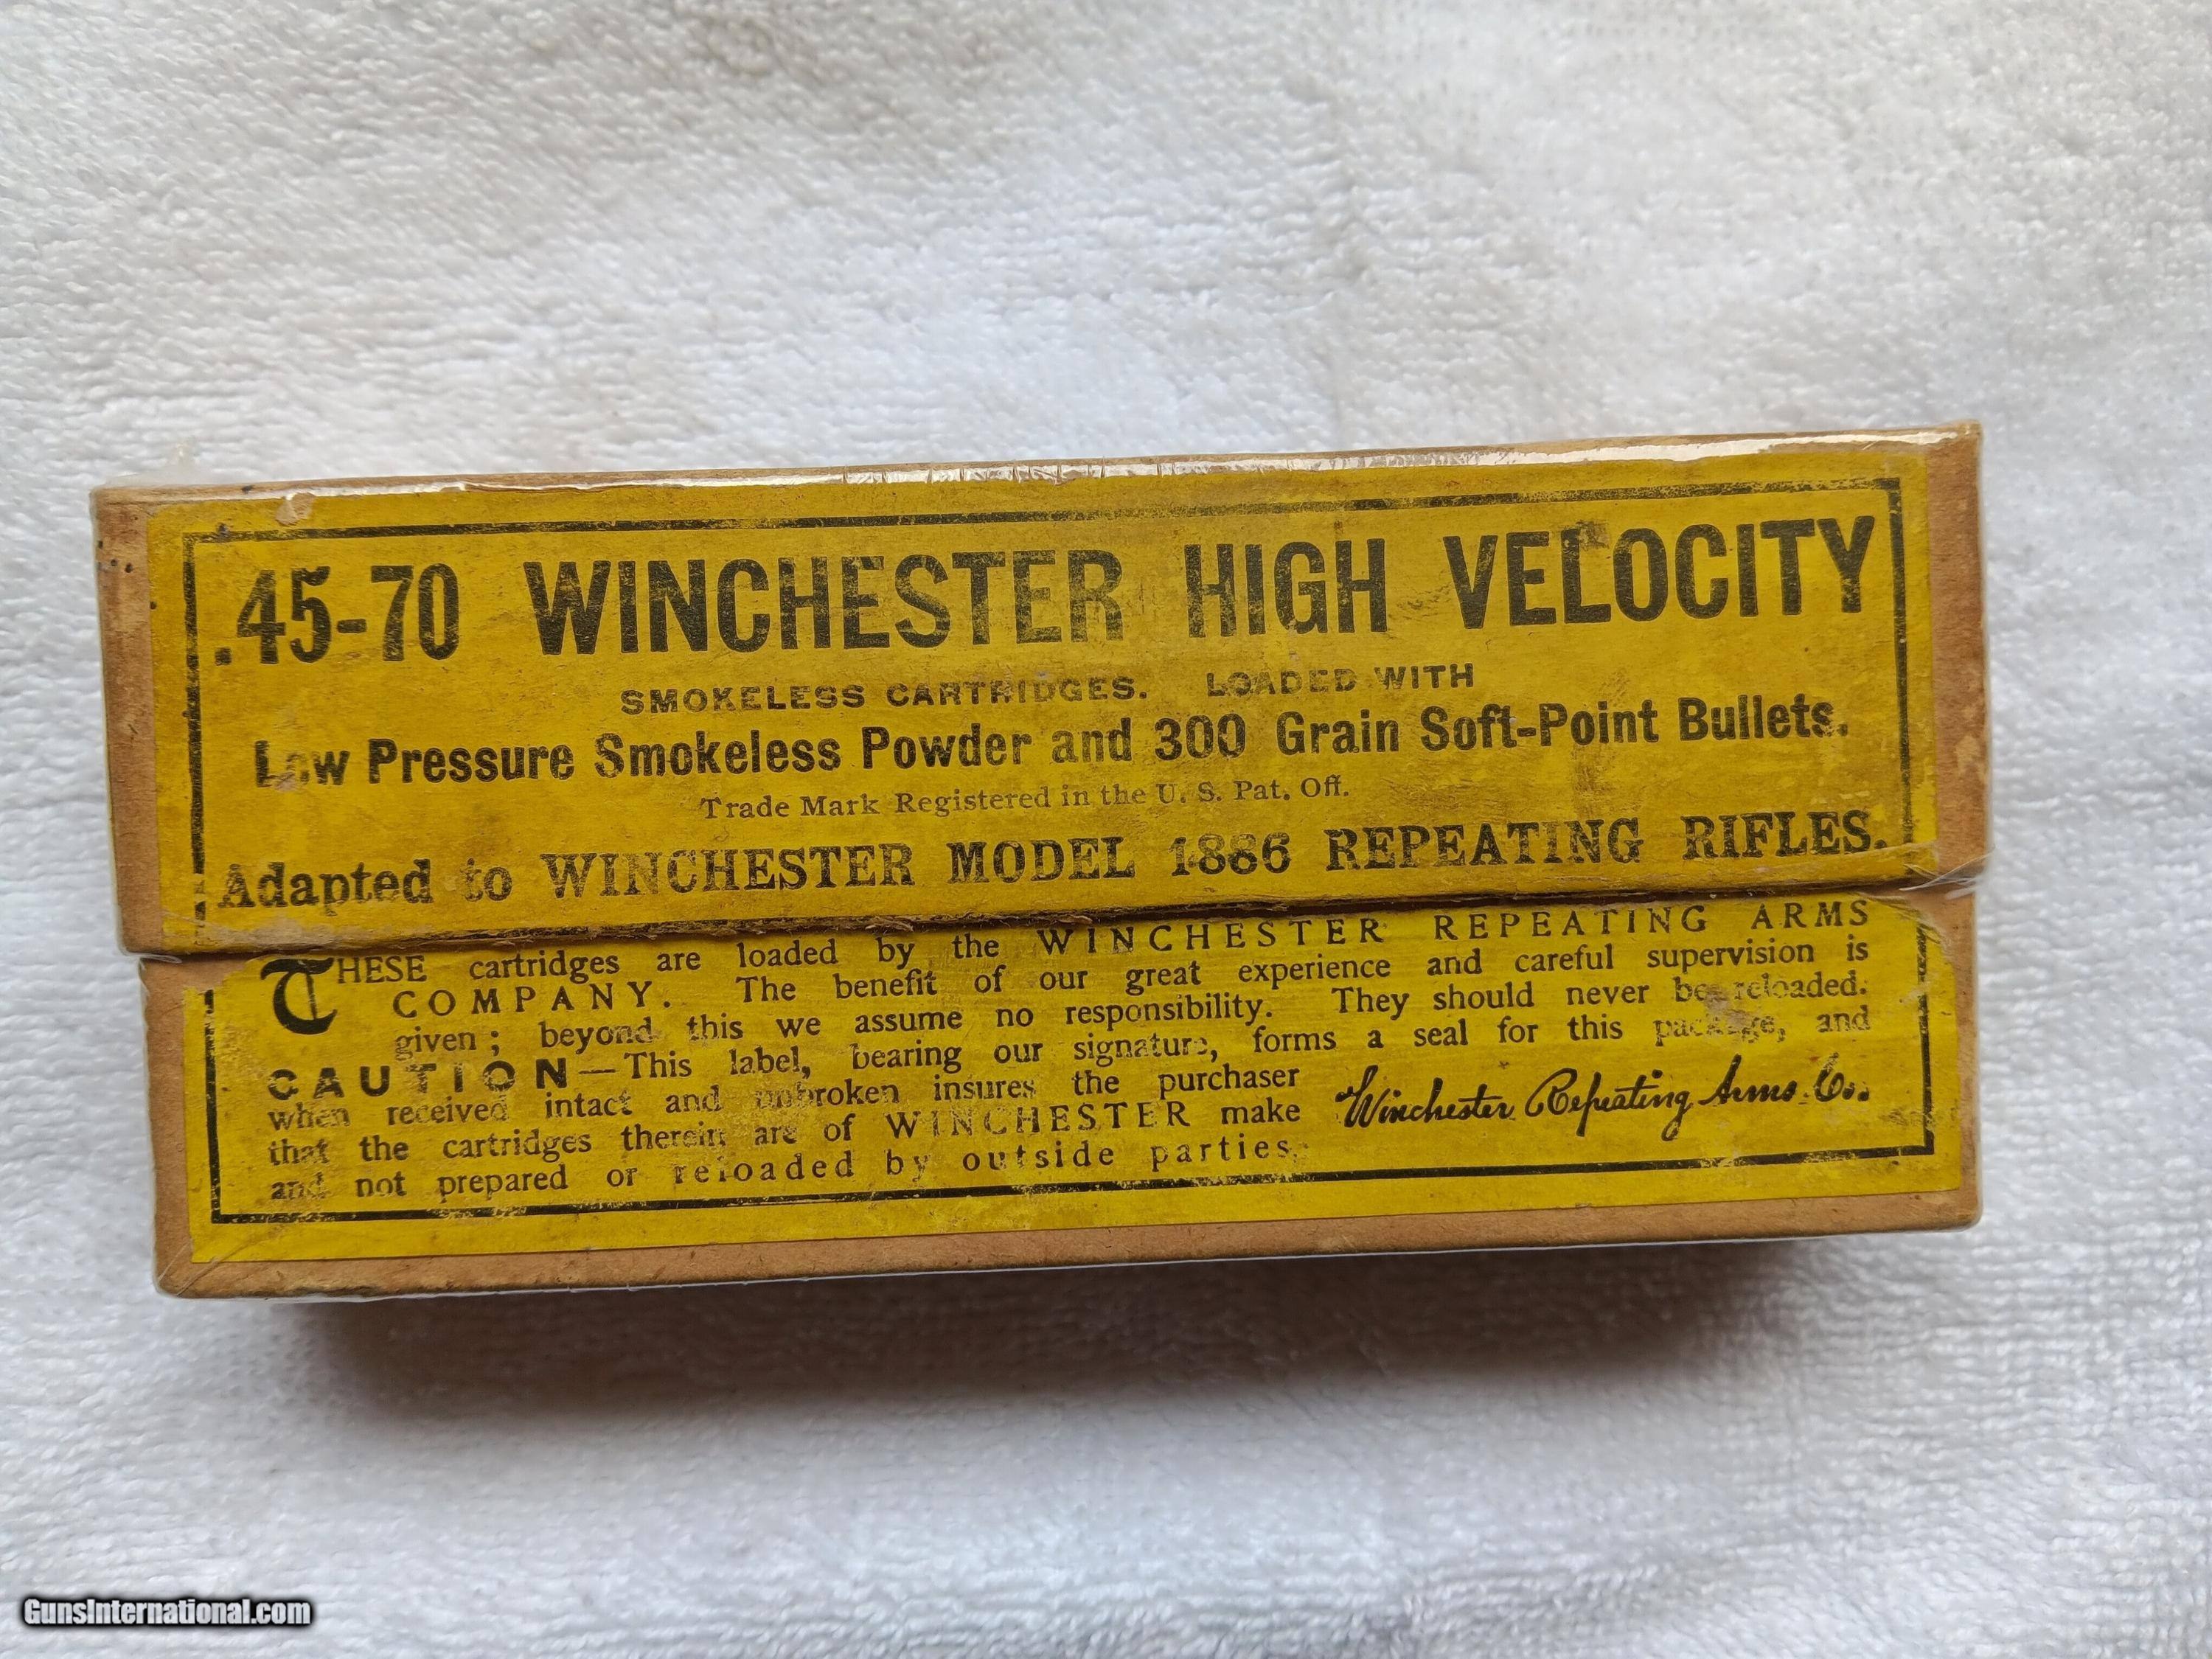 .45-70 WINCHESTER HIGH VELOCITY
SMOKELESS CARTRIDGES. LOADED WITH
Low Pressure Smokeless Powder and 300 Grain Soft-Point Bullets.
Trade Mark Registered in the U. S. Pat. Off.
Adapted to WINCHESTER MODEL 1886 REPEATING RIFLES.
THESE cartridges are loaded by the WINCHESTER REPEATING ARMS
COMPANY. The benefit of our great experience and careful supervision is
given; beyond this we assume no responsibility. They should never be reloaded.
CAUTION—This label, bearing our signature, forms a seal for this package, and
when received intact and unbroken insures the purchaser
that the cartridges therein are of WINCHESTER make
and not prepared or reloaded by outside parties.
Winchester Repeating Arms. Co.
GunsInternational.com